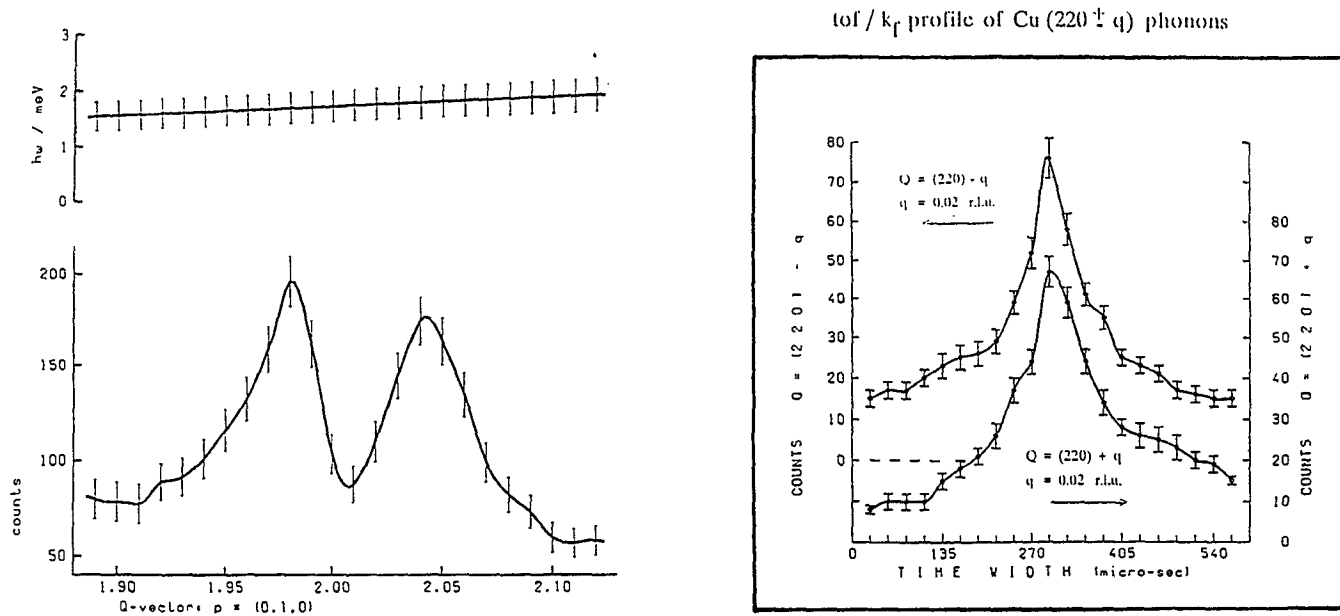 tof / kf profile of Cu (220 ± q) phonons
hω / meV
3
2
1
0
counts
200
150
100
50
1.90 1.95 2.00 2.05 2.10
Q-vector: p * (0,1,0)
COUNTS Q = (220) - q
80
70
60
50
40
30
20
10
0
Q = (220) - q
q = 0.02 r.l.u.
Q = (220) + q
q = 0.02 r.l.u.
80
70
60
50
40
30
20
10
0
COUNTS Q = (220) + q
0 135 270 405 540
TIME WIDTH (micro-sec)